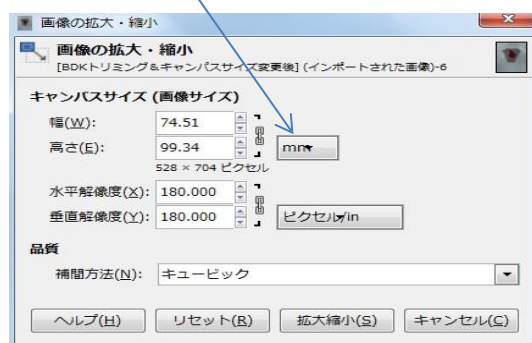 画像の拡大・縮小
画像の拡大・縮小
[BDKトリミング&キャンパスサイズ変更後] (インポートされた画像)-6
キャンバスサイズ (画像サイズ)
幅(W): 74.51
高さ(E): 99.34 mm
528 × 704 ピクセル
水平解像度(X): 180.000
垂直解像度(Y): 180.000 ピクセル/in
品質
補間方法(N): キュービック
ヘルプ(H) リセット(R) 拡大縮小(S) キャンセル(C)